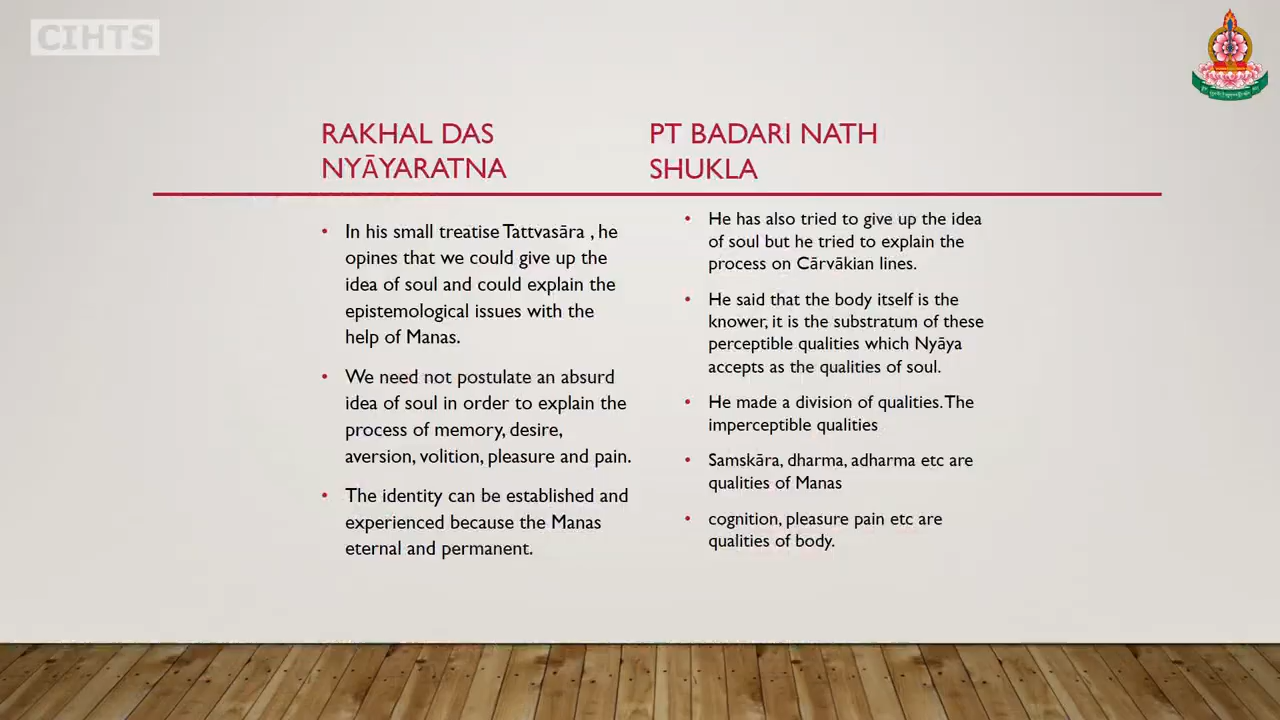 CIHTS
RAKHAL DAS
NYĀYARATNA
In his small treatise Tattvasāra , he
opines that we could give up the
idea of soul and could explain the
epistemological issues with the
help of Manas.
We need not postulate an absurd
idea of soul in order to explain the
process of memory, desire,
aversion, volition, pleasure and pain.
The identity can be established and
experienced because the Manas
eternal and permanent.
PT BADARI NATH
SHUKLA
He has also tried to give up the idea
of soul but he tried to explain the
process on Cārvākian lines.
He said that the body itself is the
knower, it is the substratum of these
perceptible qualities which Nyāya
accepts as the qualities of soul.
He made a division of qualities. The
imperceptible qualities
Samskāra, dharma, adharma etc are
qualities of Manas
cognition, pleasure pain etc are
qualities of body.